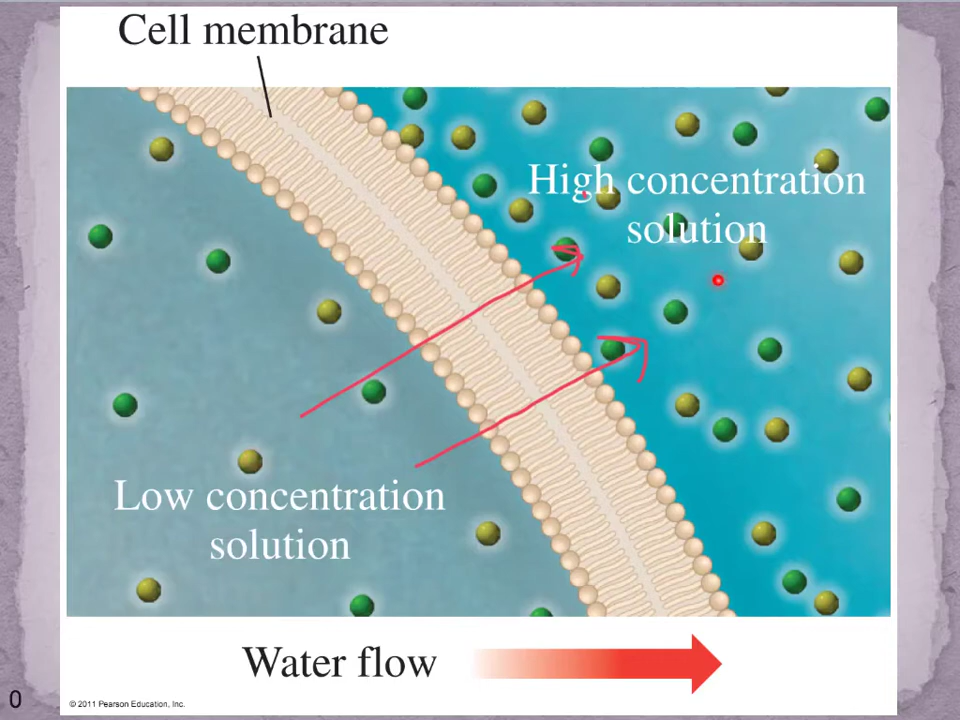 Cell membrane
High concentration
solution
Low concentration
solution
Water flow
0
© 2011 Pearson Education, Inc.